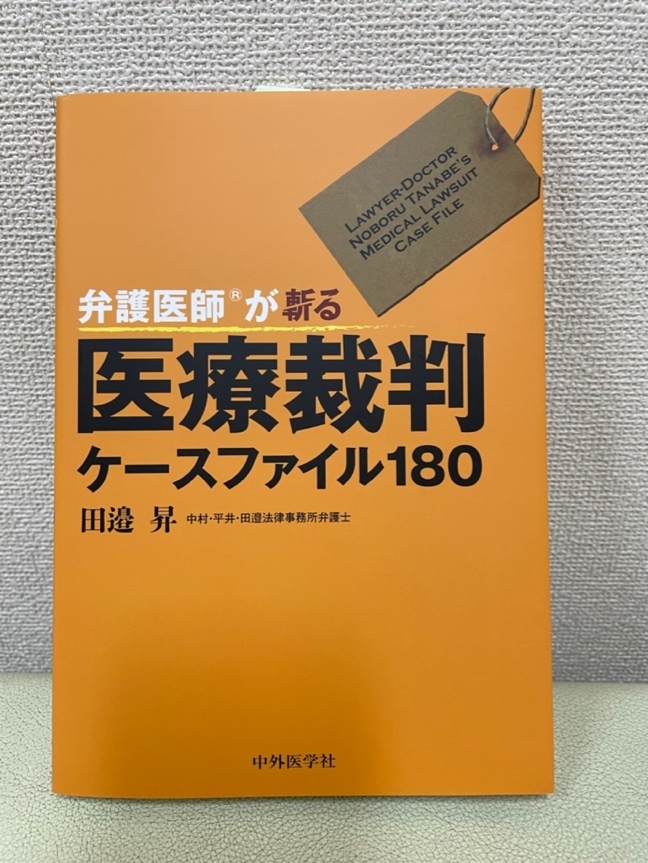 LAWYER-DOCTOR
NOBORU TANABE'S
MEDICAL LAWSUIT
CASE FILE
弁護医師®が斬る
医療裁判
ケースファイル180
田邉 昇 中村・平井・田邉法律事務所弁護士
中外医学社